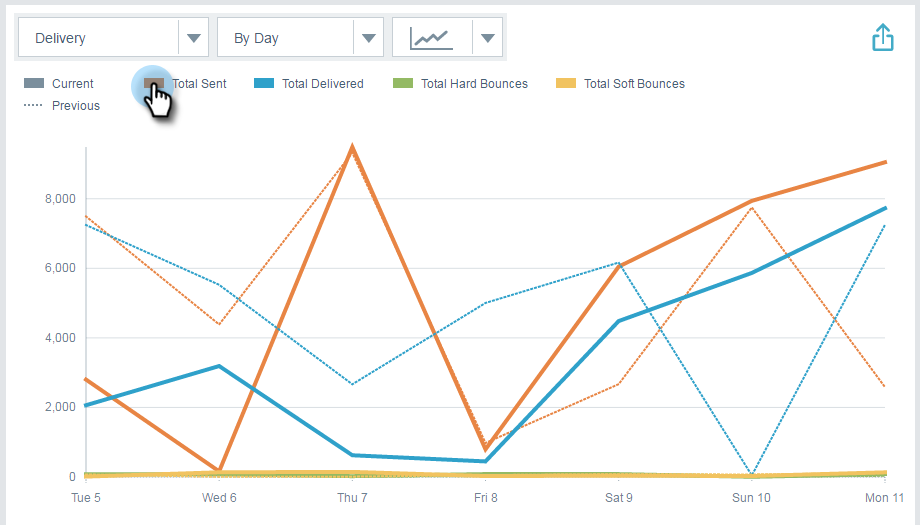 Delivery By Day
Current Total Sent Total Delivered Total Hard Bounces Total Soft Bounces
Previous
8,000
6,000
4,000
2,000
0
Tue 5 Wed 6 Thu 7 Fri 8 Sat 9 Sun 10 Mon 11